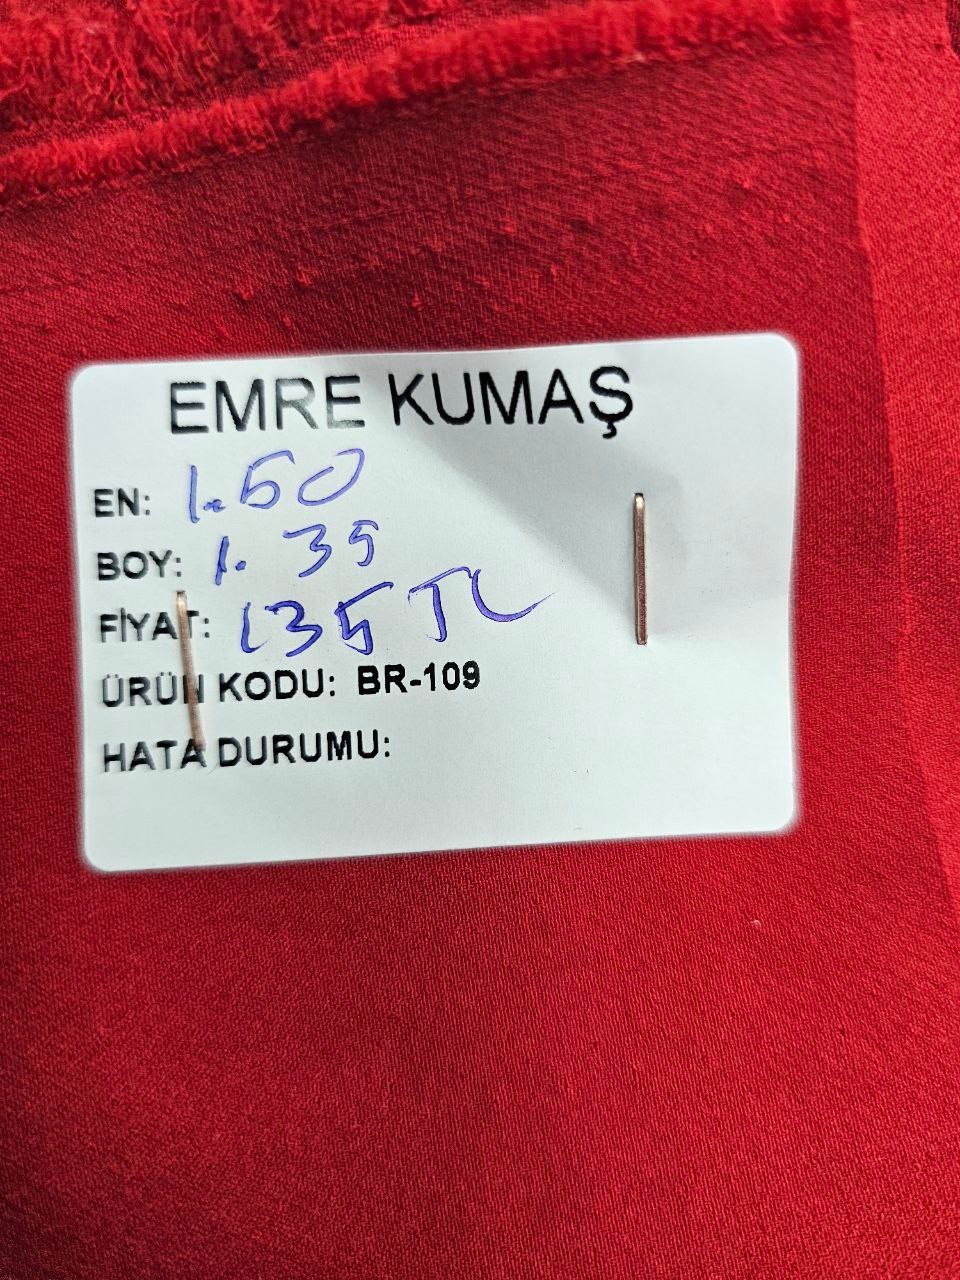 EMRE KUMAŞ
EN: 1.50
BOY: 1.35
FİYAT: 135 TL
ÜRÜN KODU: BR-109
HATA DURUMU: